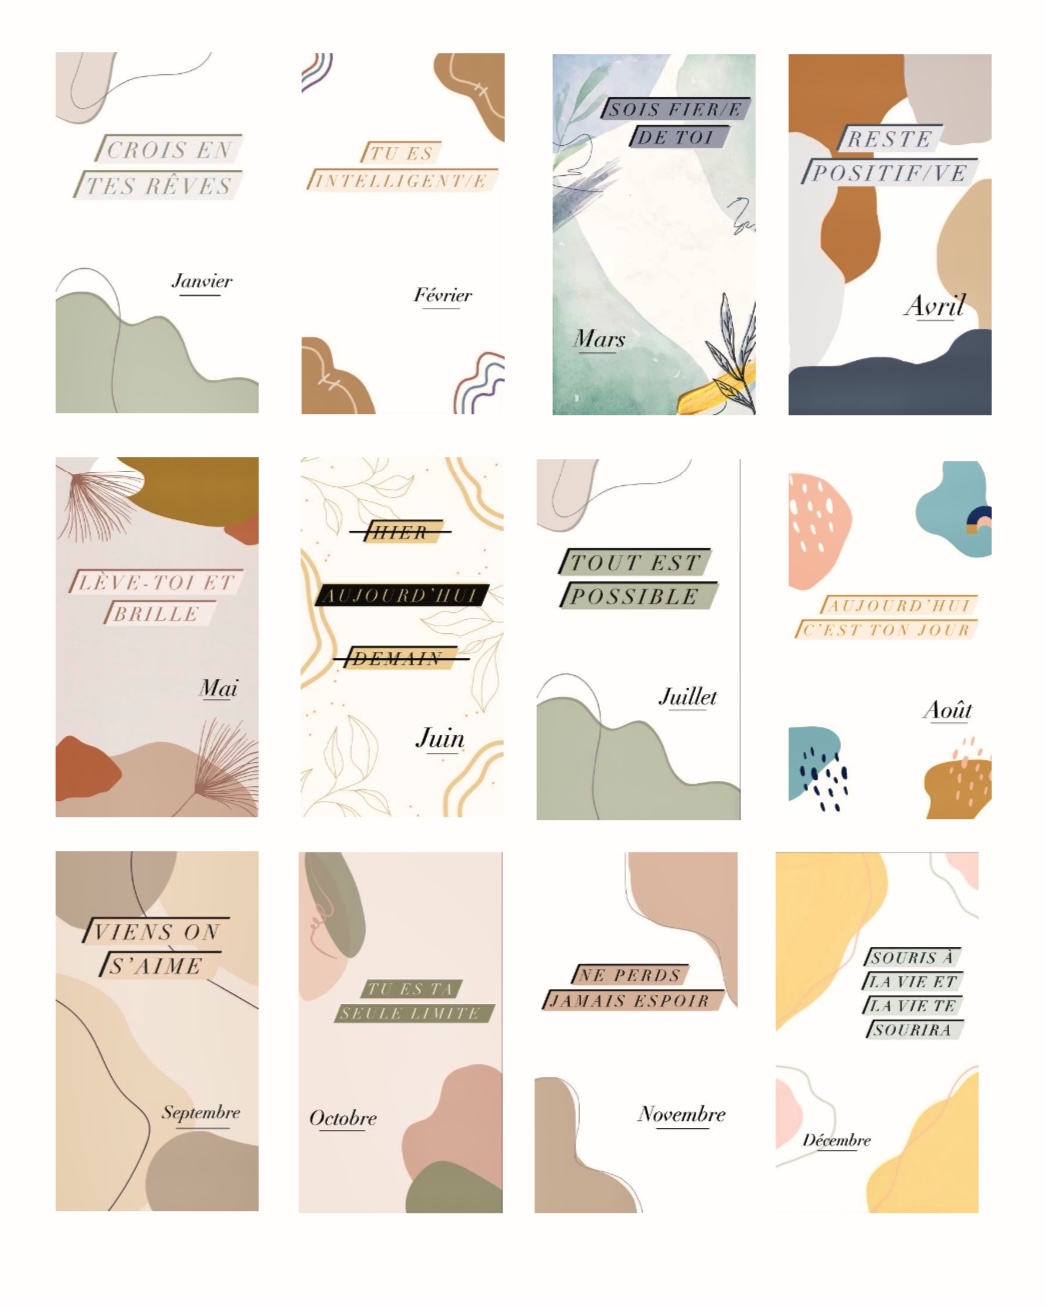 CROIS EN
TES RÊVES
Janvier
TU ES
INTELLIGENT/E
Février
SOIS FIER/E
DE TOI
Mars
RESTE
POSITIF/VE
Avril
LÈVE-TOI ET
BRILLE
Mai
HIER
AUJOURD'HUI
DEMAIN
Juin
TOUT EST
POSSIBLE
Juillet
AUJOURD'HUI
C'EST TON JOUR
Août
VIENS ON
S'AIME
Septembre
TU ES TA
SEULE LIMITE
Octobre
NE PERDS
JAMAIS ESPOIR
Novembre
SOURIS À
LA VIE ET
LA VIE TE
SOURIRA
Décembre